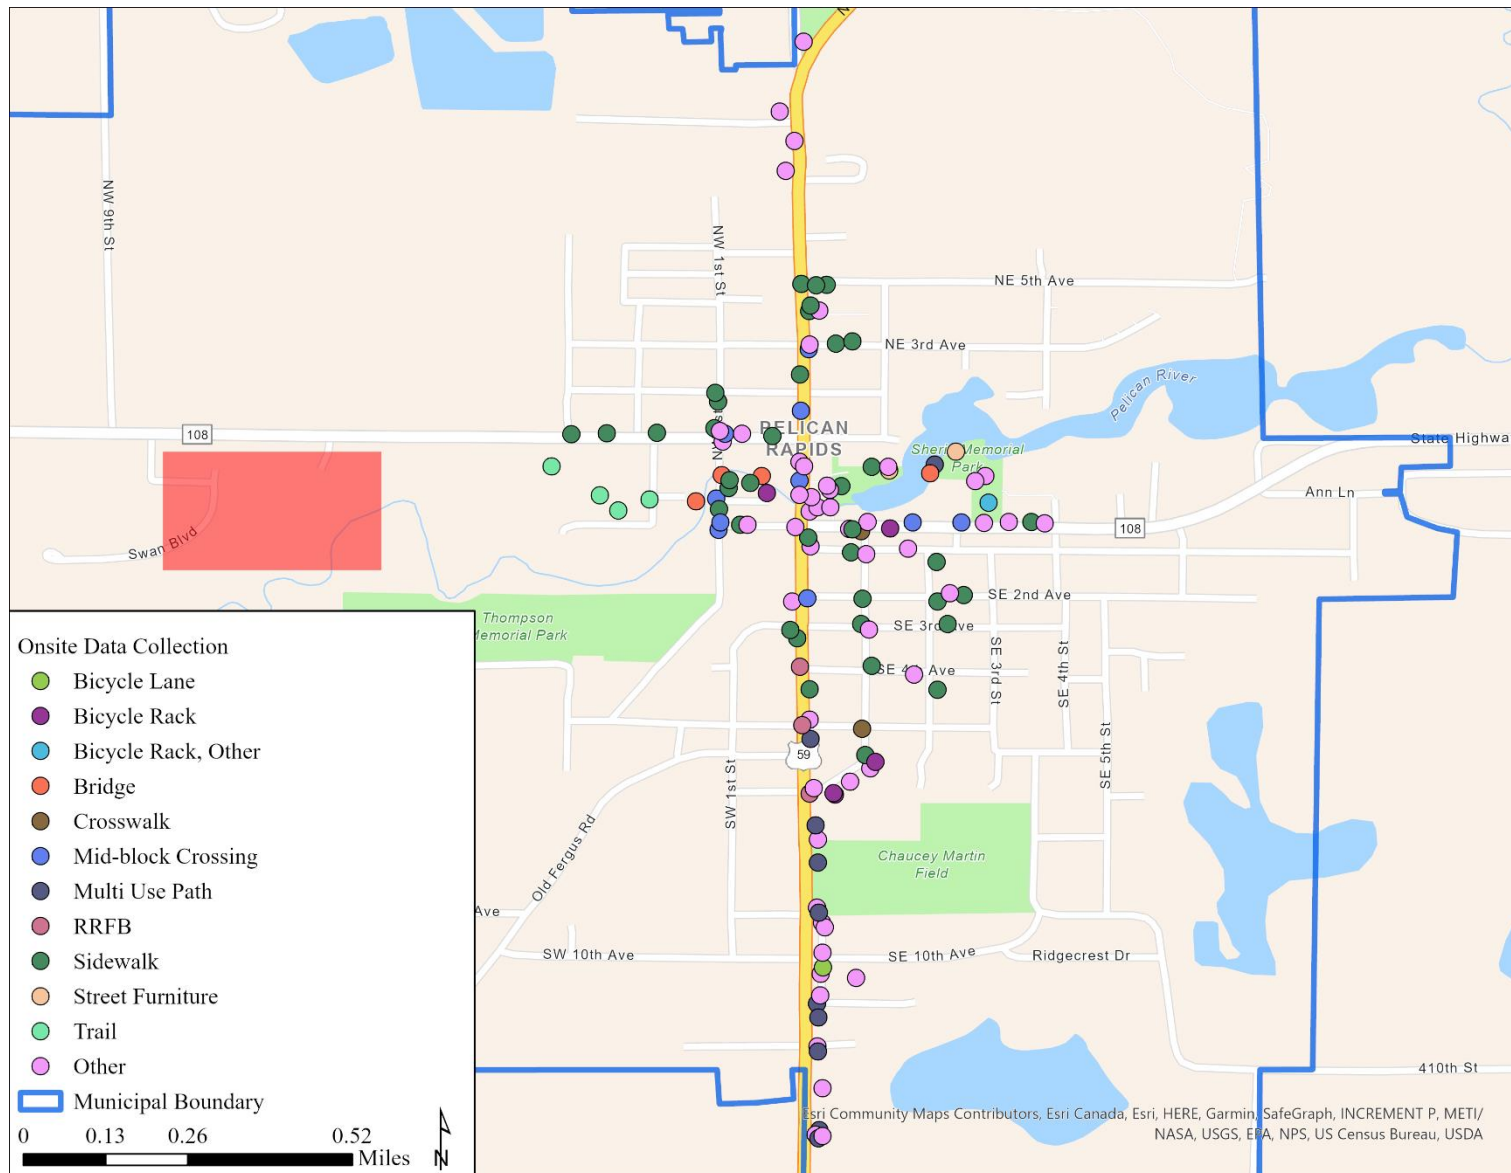 N
NW 9th St
NW 1st St
NE 5th Ave
NE 3rd Ave
Pelican River
PELICAN
RAPIDS
108
State Highwa
Memorial
Park
Ann Ln
108
Swan Blvd
SE 2nd Ave
Thompson
Memorial Park
SE 3rd Ave
SE 4th Ave
SE 3rd St
SE 4th St
SE 5th St
59
SW 1st St
Old Fergus Rd
Chaucey Martin
Field
Ave
SW 10th Ave
SE 10th Ave
Ridgecrest Dr
410th St
Onsite Data Collection
Bicycle Lane
Bicycle Rack
Bicycle Rack, Other
Bridge
Crosswalk
Mid-block Crossing
Multi Use Path
RRFB
Sidewalk
Street Furniture
Trail
Other
Municipal Boundary
0 0.13 0.26 0.52
Miles
N
Esri Community Maps Contributors, Esri Canada, Esri, HERE, Garmin, SafeGraph, INCREMENT P, METI/
NASA, USGS, EPA, NPS, US Census Bureau, USDA